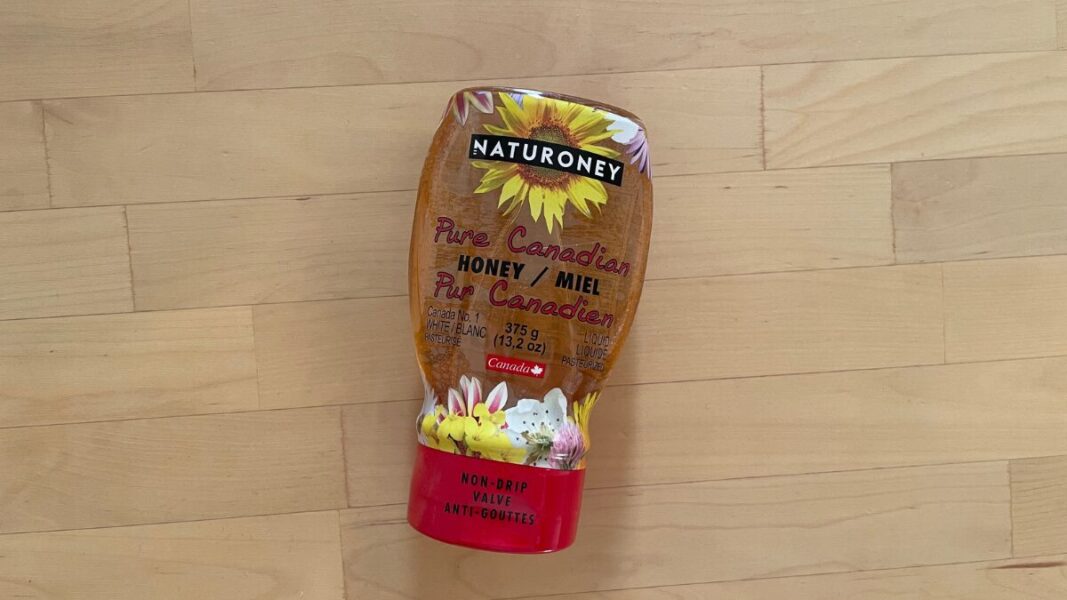 NATURONEY
Pure Canadian
HONEY / MIEL
Pur Canadien
Canada No. 1
WHITE / BLANC
PASTEURISÉ
375 g
(13,2 oz)
LIQUID
LIQUIDE
PASTEURIZED
Canada
NON-DRIP
VALVE
ANTI-GOUTTES